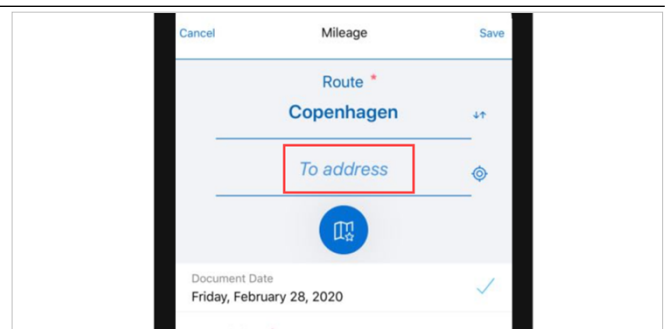 Cancel Mileage Save
Route *
Copenhagen
To address
Document Date
Friday, February 28, 2020